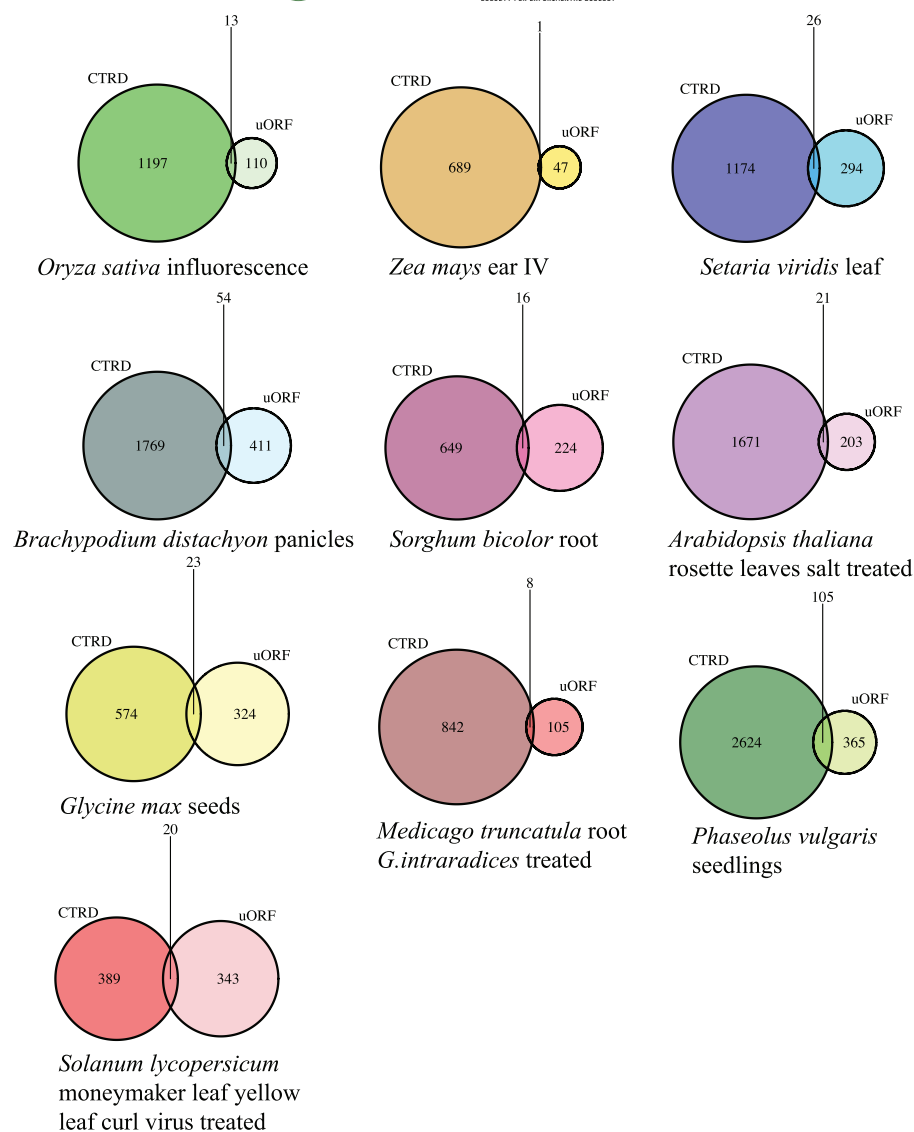 13
CTRD
uORF
1197
110
Oryza sativa influorescence
1
CTRD
uORF
689
47
Zea mays ear IV
26
CTRD
uORF
1174
294
Setaria viridis leaf
54
CTRD
uORF
1769
411
Brachypodium distachyon panicles
16
CTRD
uORF
649
224
Sorghum bicolor root
21
CTRD
uORF
1671
203
Arabidopsis thaliana
rosette leaves salt treated
23
CTRD
uORF
574
324
Glycine max seeds
8
CTRD
uORF
842
105
Medicago truncatula root
G.intraradices treated
105
CTRD
uORF
2624
365
Phaseolus vulgaris
seedlings
20
CTRD
uORF
389
343
Solanum lycopersicum
moneymaker leaf yellow
leaf curl virus treated